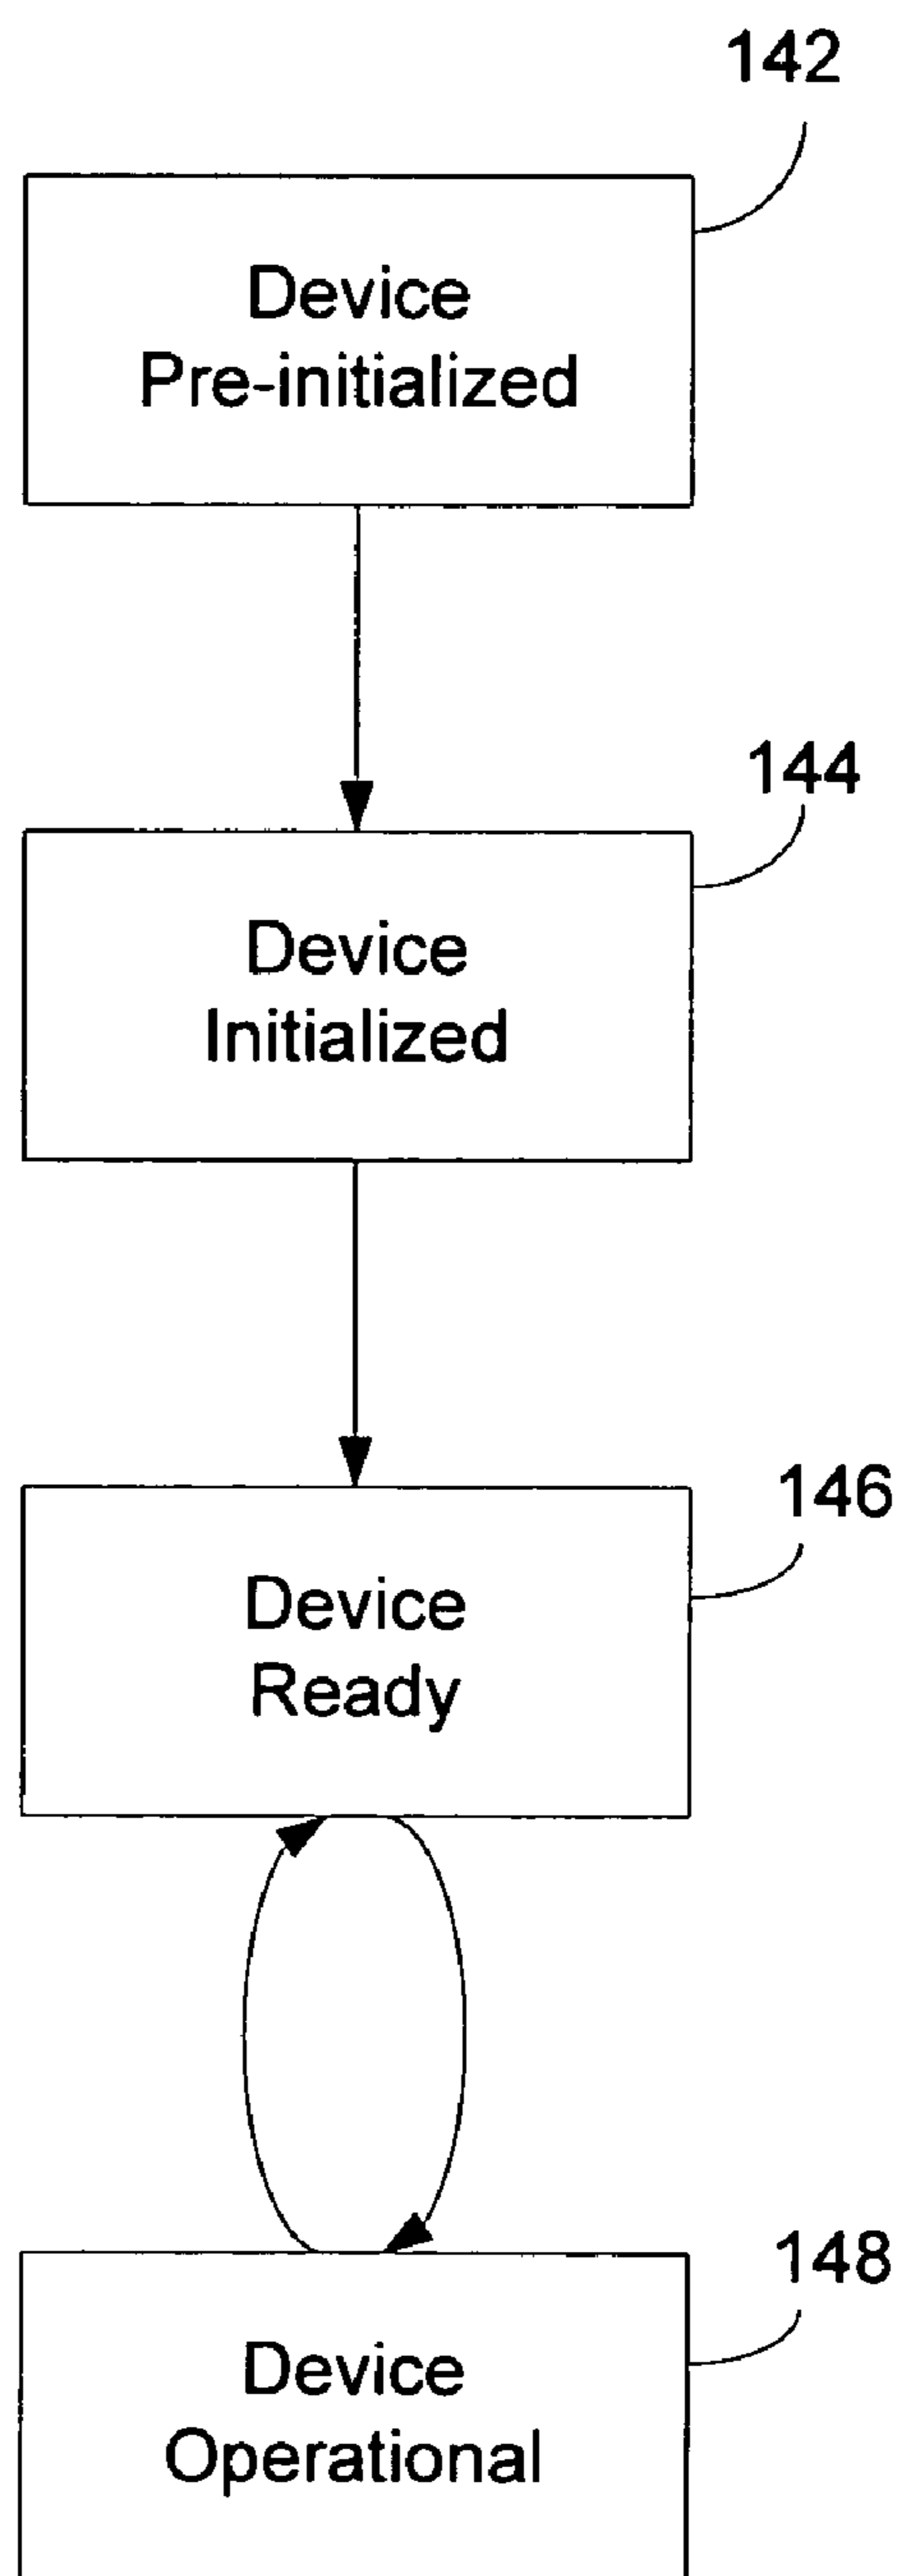 142
Device
Pre-initialized
144
Device
Initialized
146
Device
Ready
148
Device
Operational